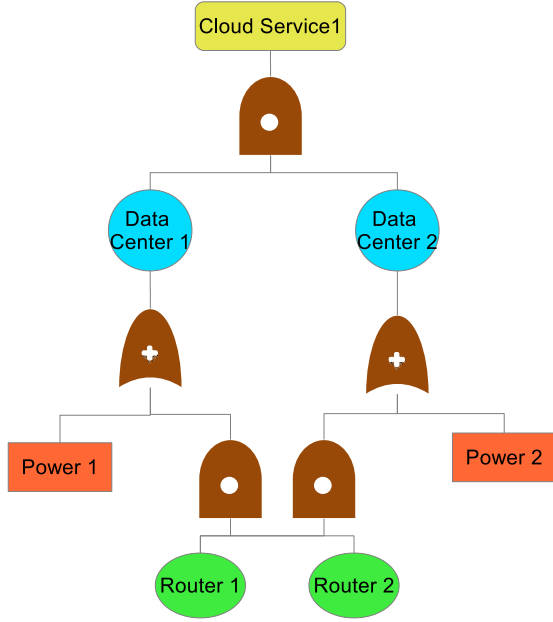 Cloud Service1
Data
Center 1
Data
Center 2
Power 1
Power 2
Router 1
Router 2